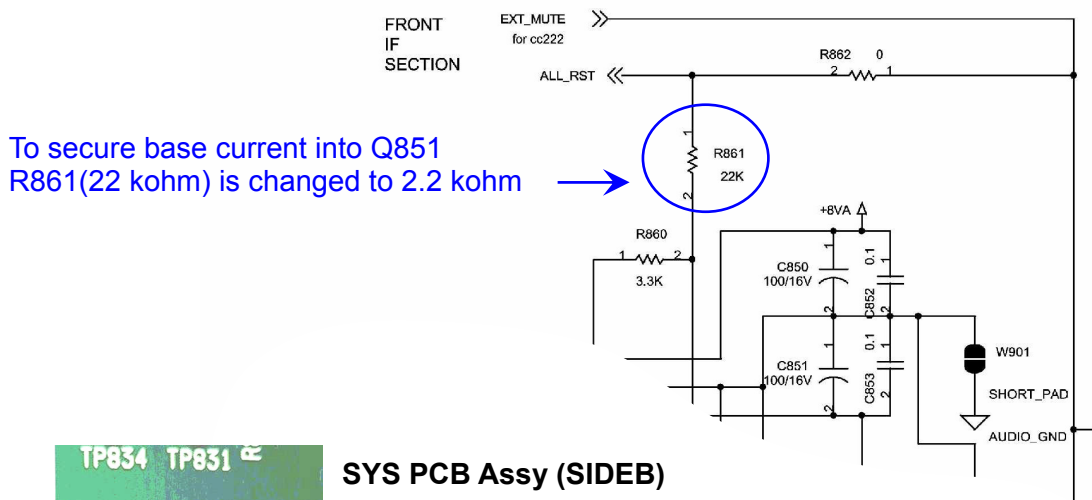 FRONT
IF
SECTION
EXT_MUTE
for cc222
ALL_RST
R862 0
2 1
To secure base current into Q851
R861(22 kohm) is changed to 2.2 kohm
1
R861
22K
2
R860
1 2
3.3K
+8VA
1
C850
100/16V
2
0.1
1
C852
2
1
C851
100/16V
2
0.1
1
C853
2
W901
SHORT_PAD
AUDIO_GND
TP834 TP831
SYS PCB Assy (SIDEB)